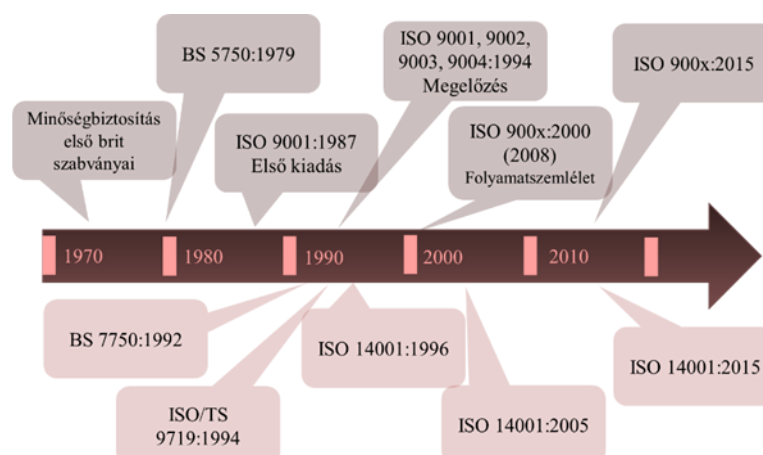 BS 5750:1979
ISO 9001, 9002,
9003, 9004:1994
Megelőzés
ISO 900x:2015
Minőségbiztosítás
első brit
szabványai
ISO 9001:1987
Első kiadás
ISO 900x:2000
(2008)
Folyamatszemlélet
1970
1980
1990
2000
2010
BS 7750:1992
ISO 14001:1996
ISO 14001:2015
ISO/TS
9719:1994
ISO 14001:2005